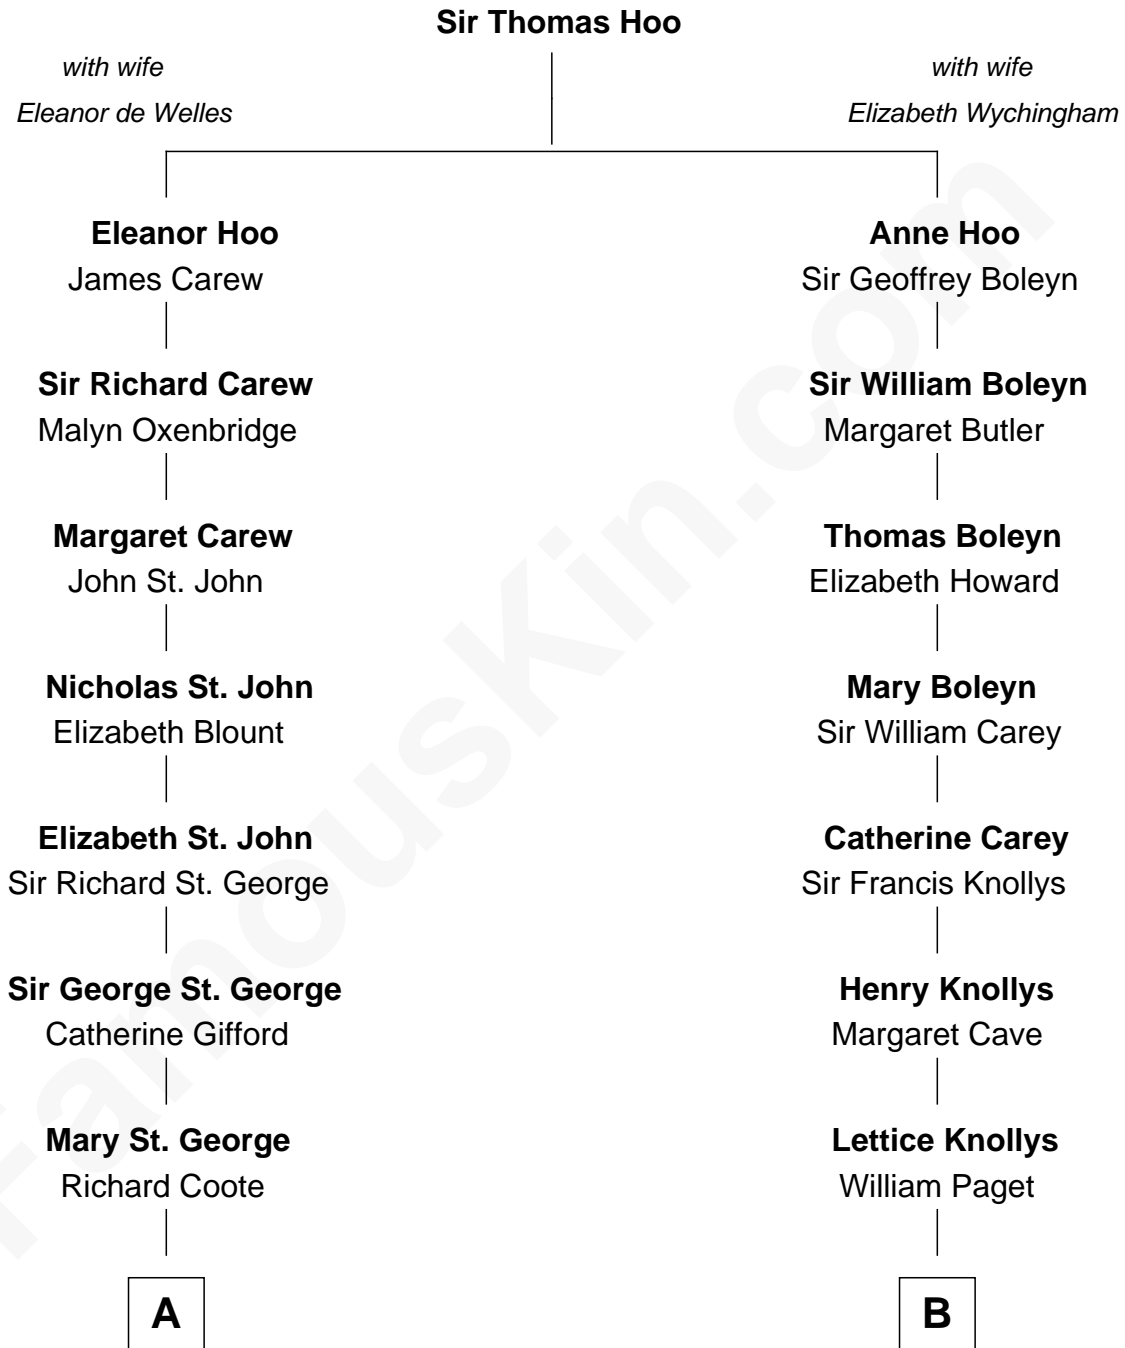 Sir Thomas Hoo
with wife
Eleanor de Welles
with wife
Elizabeth Wychingham
Eleanor Hoo
James Carew
Anne Hoo
Sir Geoffrey Boleyn
Sir Richard Carew
Malyn Oxenbridge
Sir William Boleyn
Margaret Butler
Margaret Carew
John St. John
Thomas Boleyn
Elizabeth Howard
Nicholas St. John
Elizabeth Blount
Mary Boleyn
Sir William Carey
Elizabeth St. John
Sir Richard St. George
Catherine Carey
Sir Francis Knollys
Sir George St. George
Catherine Gifford
Henry Knollys
Margaret Cave
Mary St. George
Richard Coote
Lettice Knollys
William Paget
A
B
FamousKin.com